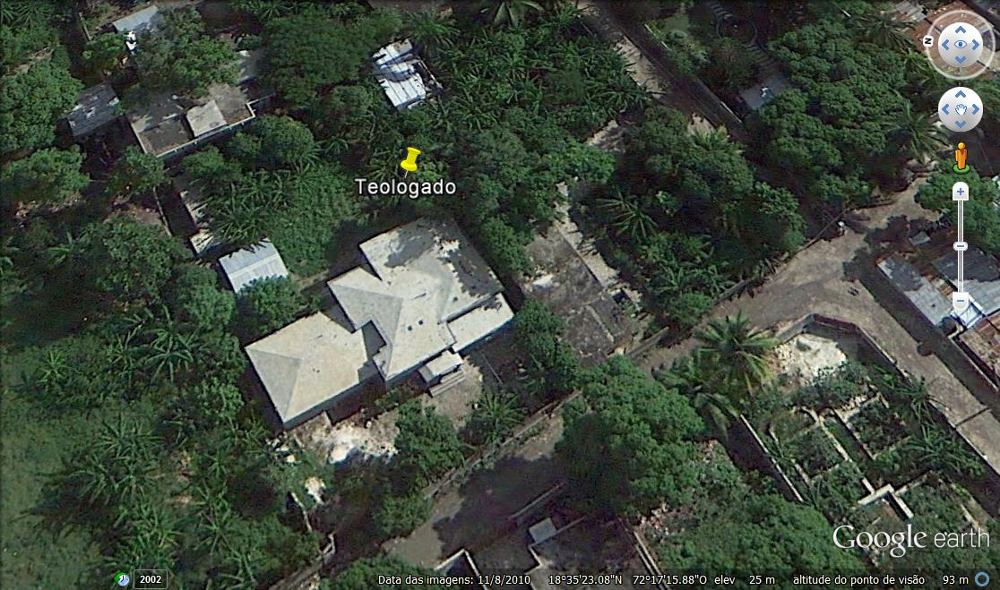 N
Teologado
Google earth
2002
Data das imagens: 11/8/2010 18°35'23.08"N 72°17'15.88"O elev 25 m altitude do ponto de visão 93 m